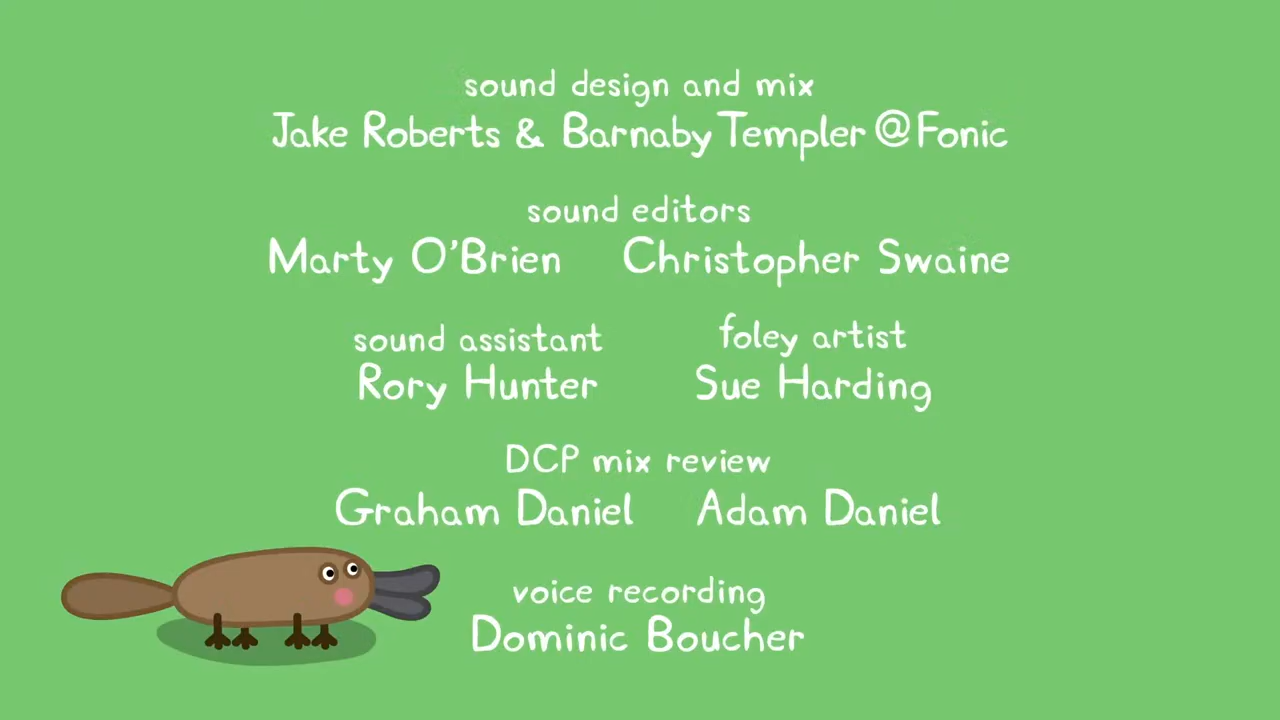 sound design and mix
Jake Roberts & Barnaby Templer @Fonic
sound editors
Marty O'Brien Christopher Swaine
sound assistant foley artist
Rory Hunter Sue Harding
DCP mix review
Graham Daniel Adam Daniel
voice recording
Dominic Boucher